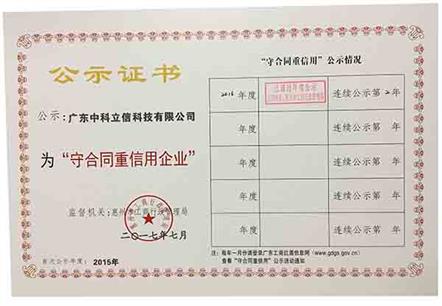 公示证书
公示：广东中科立信科技有限公司
为“守合同重信用企业”
监督机关：惠州市工商行政管理局
二〇一七年七月
首次公示年度：2015年
“守合同重信用”公示情况
2016 年度 已通过年度公示 连续公示第 2 年
年度 连续公示第 年
年度 连续公示第 年
年度 连续公示第 年
年度 连续公示第 年
注：每年一月份请登录广东工商红盾信息网（www.gdgs.gov.cn）
查看“守合同重信用”公示活动通知